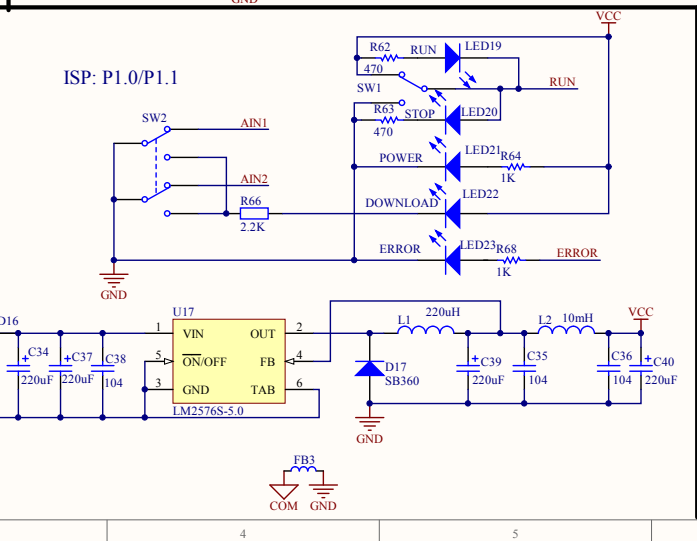 GND
VCC
R62
RUN
LED19
470
ISP: P1.0/P1.1
SW1
RUN
R63
STOP
LED20
470
SW2
AIN1
POWER
LED21
R64
1K
AIN2
DOWNLOAD
LED22
R66
2.2K
ERROR
LED23
R68
ERROR
1K
GND
D16
U17
L1
220uH
L2
10mH
VCC
1
VIN
OUT
2
C34
220uF
C37
220uF
C38
104
5
ON/OFF
FB
4
3
GND
TAB
6
LM2576S-5.0
D17
SB360
C39
220uF
C35
104
C36
104
C40
220uF
GND
FB3
COM
GND
4
5